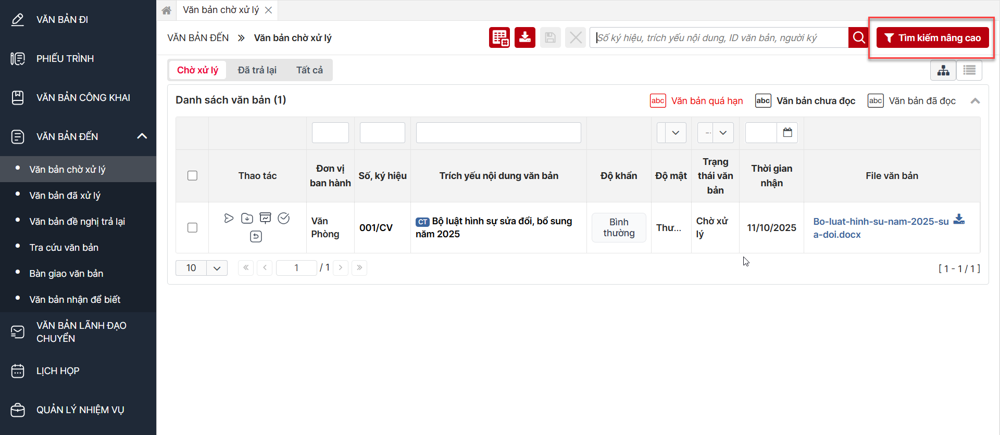 VĂN BẢN ĐI
PHIẾU TRÌNH
VĂN BẢN CÔNG KHAI
VĂN BẢN ĐẾN
Văn bản chờ xử lý
Văn bản đã xử lý
Văn bản đề nghị trả lại
Tra cứu văn bản
Bàn giao văn bản
Văn bản nhận để biết
VĂN BẢN LÃNH ĐẠO
CHUYỂN
LỊCH HỌP
QUẢN LÝ NHIỆM VỤ
Văn bản chờ xử lý
VĂN BẢN ĐẾN » Văn bản chờ xử lý
Số ký hiệu, trích yếu nội dung, ID văn bản, người ký
Tìm kiếm nâng cao
Chờ xử lý Đã trả lại Tất cả
Danh sách văn bản (1)
abc Văn bản quá hạn abc Văn bản chưa đọc abc Văn bản đã đọc
Thao tác
Đơn vị
ban hành
Số, ký hiệu
Trích yếu nội dung văn bản
Độ khẩn
Độ mật
Trạng
thái văn
bản
Thời gian
nhận
File văn bản
Văn
Phòng
001/CV
CT Bộ luật hình sự sửa đổi, bổ sung
năm 2025
Bình
thường
Thư...
Chờ xử
lý
11/10/2025
Bo-luat-hinh-su-nam-2025-su
a-doi.docx
10 « ‹ 1 / 1 › »
[ 1 - 1 / 1 ]